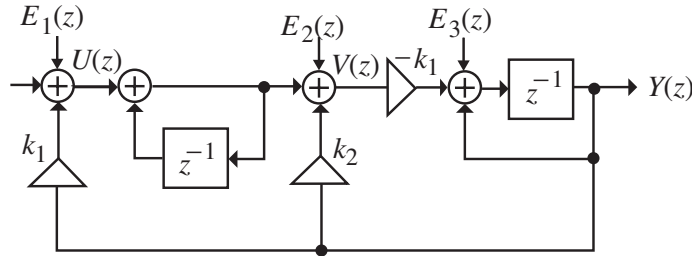 E₁(z)
E₂(z)
E₃(z)
U(z)
V(z)
−k₁
z⁻¹
Y(z)
k₁
z⁻¹
k₂